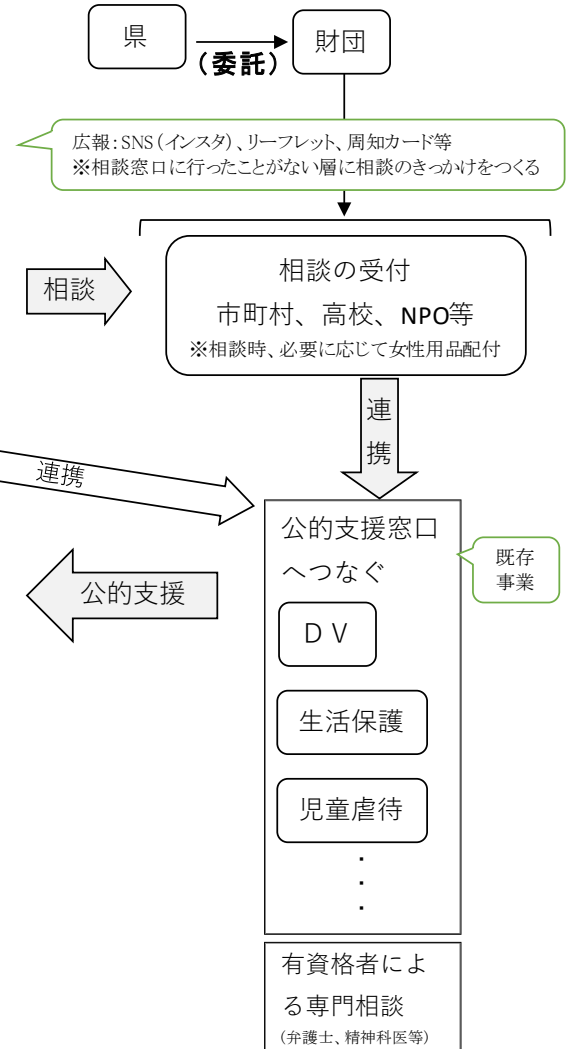 県
財団
（委託）
広報：SNS（インスタ）、リーフレット、周知カード等
※相談窓口に行ったことがない層に相談のきっかけをつくる
相談
相談の受付
市町村、高校、NPO等
※相談時、必要に応じて女性用品配付
連
携
連携
公的支援窓口
へつなぐ
既存
事業
公的支援
ＤＶ
生活保護
児童虐待
・
・
・
有資格者によ
る専門相談
（弁護士、精神科医等）